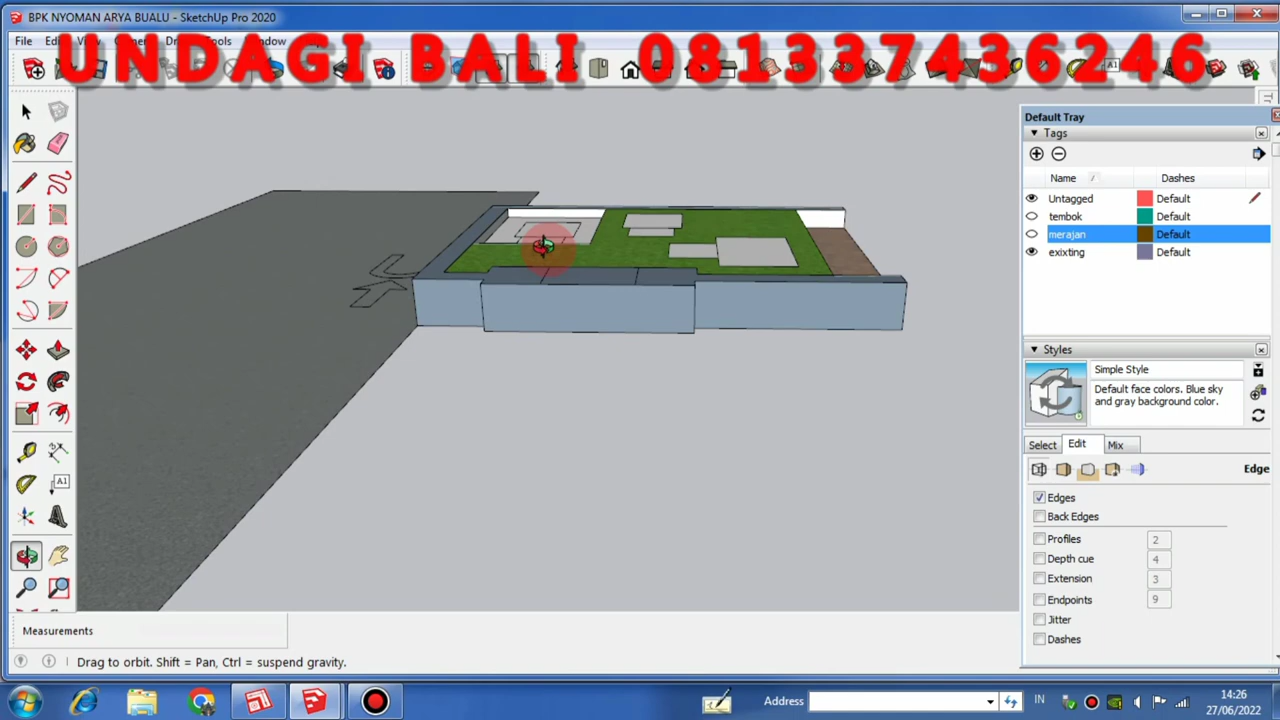 BPK NYOMAN ARYA BUALU - SketchUp Pro 2020
File
Tools
UNDAGI BALI 081337436246
Default Tray
Tags
Name Dashes
Untagged Default
tembok Default
merajan Default
exixting Default
Styles
Simple Style
Default face colors. Blue sky
and gray background color.
Select Edit Mix
Edge
Edges
Back Edges
Profiles 2
Depth cue 4
Extension 3
Endpoints 9
Jitter
Dashes
A1
Measurements
Drag to orbit. Shift = Pan, Ctrl = suspend gravity.
Address
IN
14:26
27/06/2022